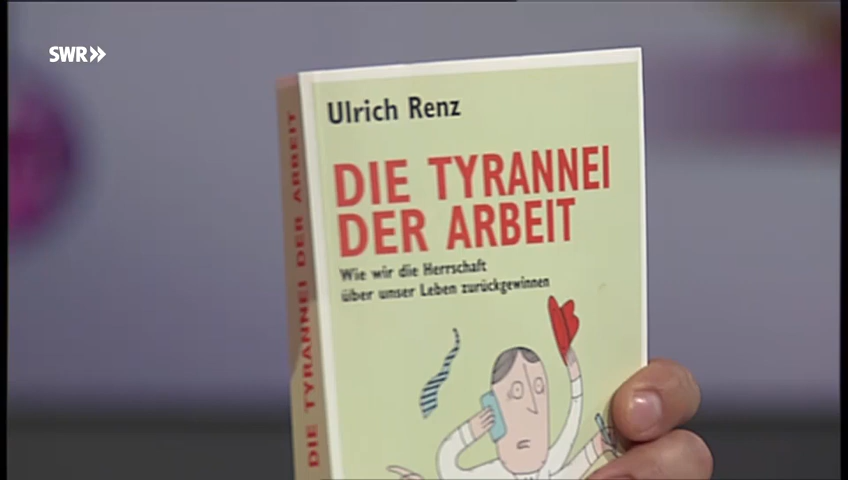 SWR»
Ulrich Renz
DIE TYRANNEI
DER ARBEIT
Wie wir die Herrschaft
über unser Leben zurückgewinnen
DIE TYRANNEI DER ARBEIT